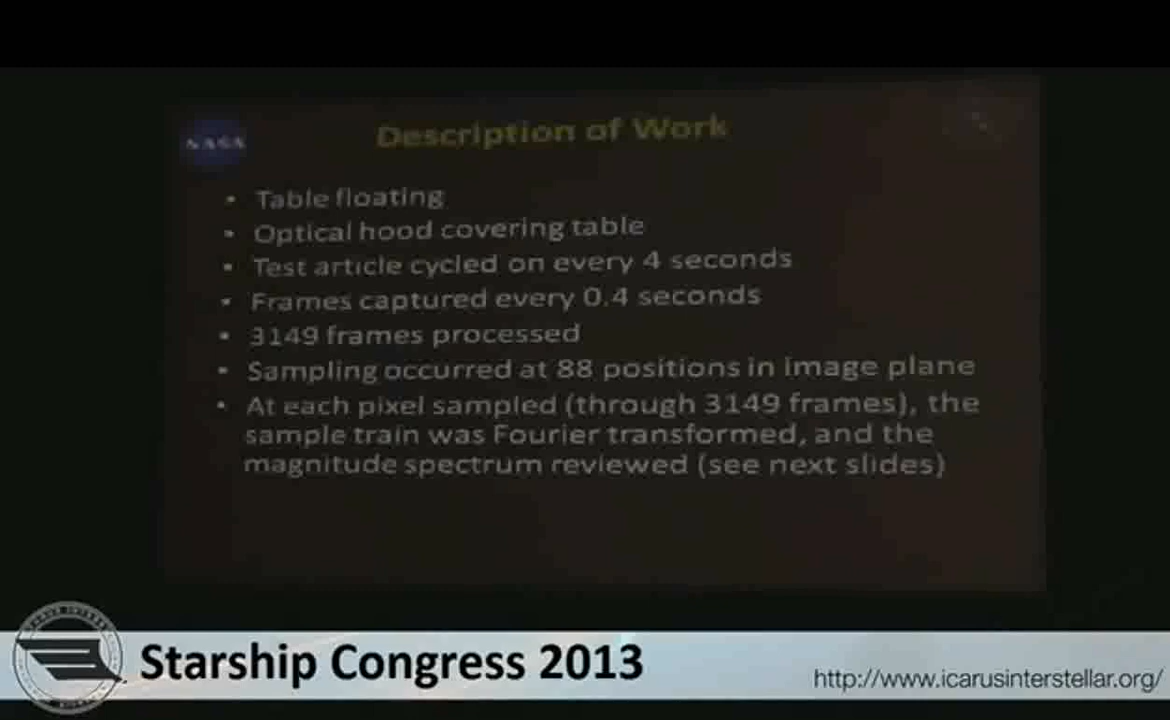 NASA
Description of Work
• Table floating
• Optical hood covering table
• Test article cycled on every 4 seconds
• Frames captured every 0.4 seconds
• 3149 frames processed
• Sampling occurred at 88 positions in image plane
• At each pixel sampled (through 3149 frames), the
sample train was Fourier transformed, and the
magnitude spectrum reviewed (see next slides)
Starship Congress 2013
http://www.icarusinterstellar.org/